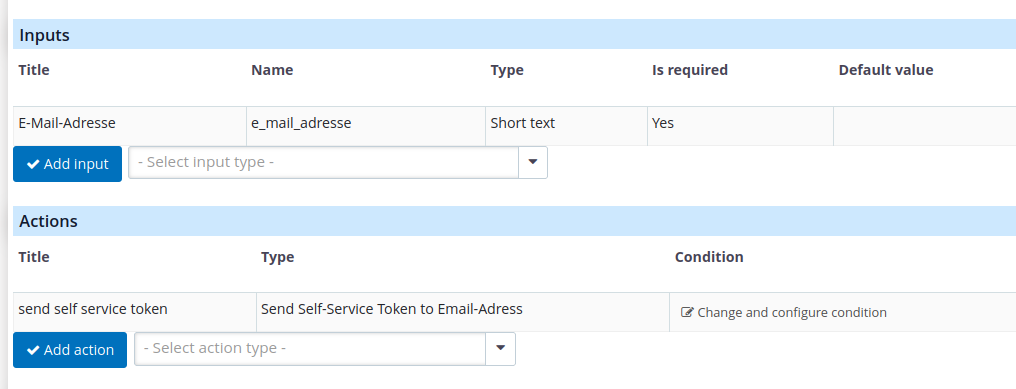 Inputs
Title Name Type Is required Default value
E-Mail-Adresse e_mail_adresse Short text Yes
Add input - Select input type -
Actions
Title Type Condition
send self service token Send Self-Service Token to Email-Adress Change and configure condition
Add action - Select action type -